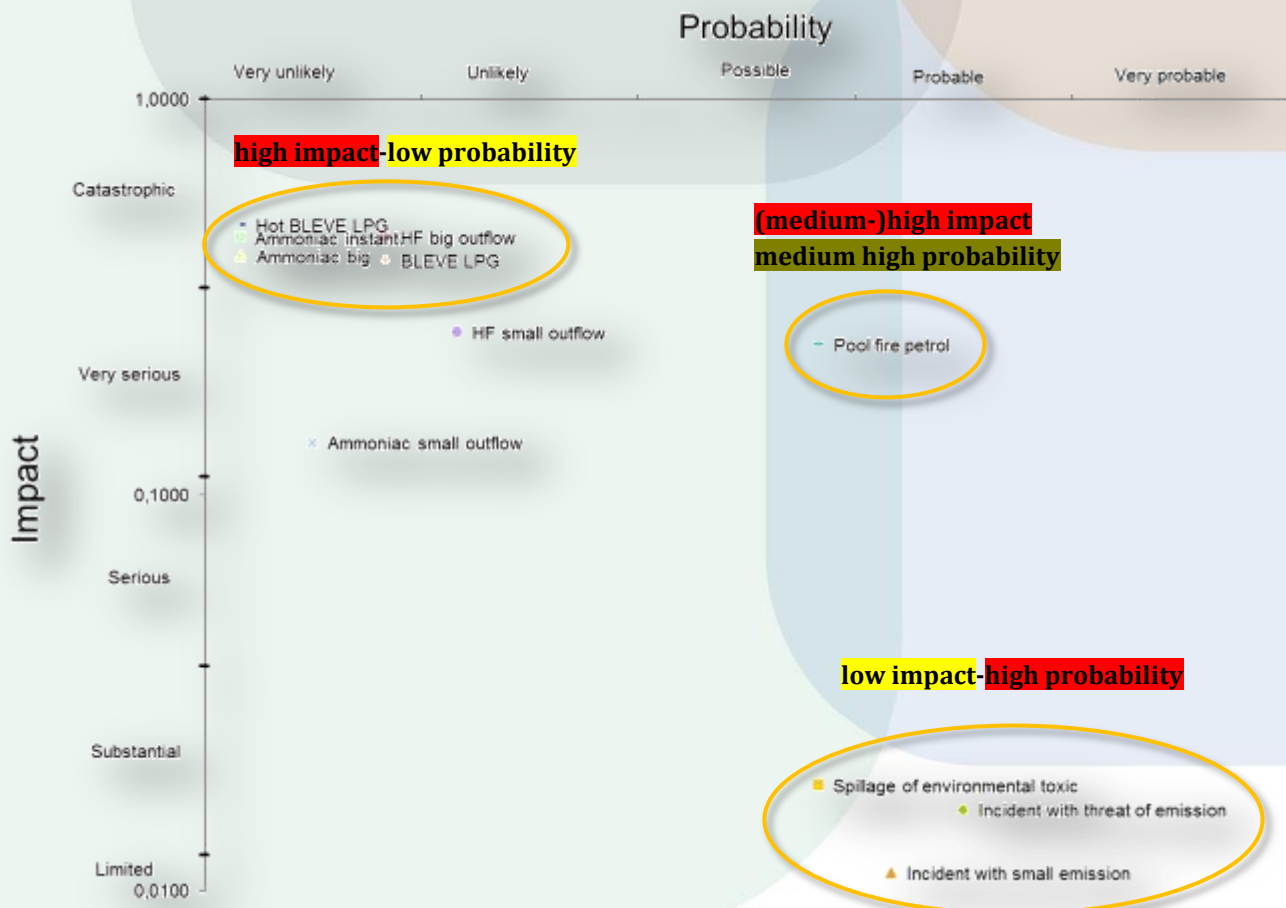 Probability
Very unlikely
Unlikely
Possible
Probable
Very probable
1,0000
high impact-low probability
Catastrophic
Hot BLEVE LPG
Ammoniac instant
HF big outflow
Ammoniac big
BLEVE LPG
(medium-)high impact
medium high probability
HF small outflow
Pool fire petrol
Very serious
Ammoniac small outflow
Impact
0,1000
Serious
low impact-high probability
Substantial
Spillage of environmental toxic
Incident with threat of emission
Limited
Incident with small emission
0,0100